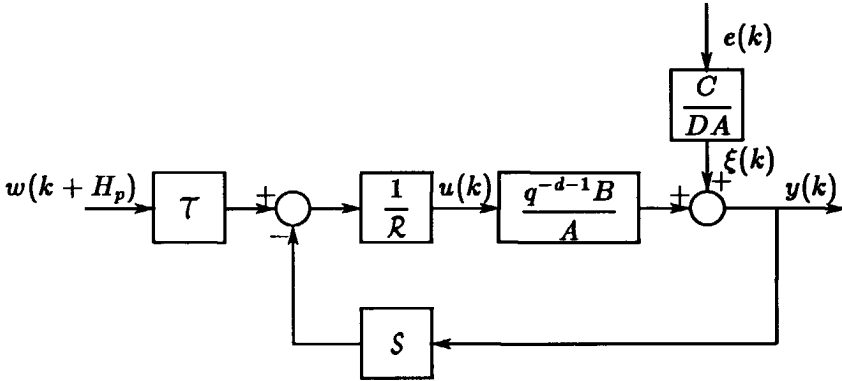 e(k)
C
DA
ξ(k)
w(k + H_p)
𝒯
+
−
1
ℛ
u(k)
q^{-d-1}B
A
+
+
y(k)
𝒮